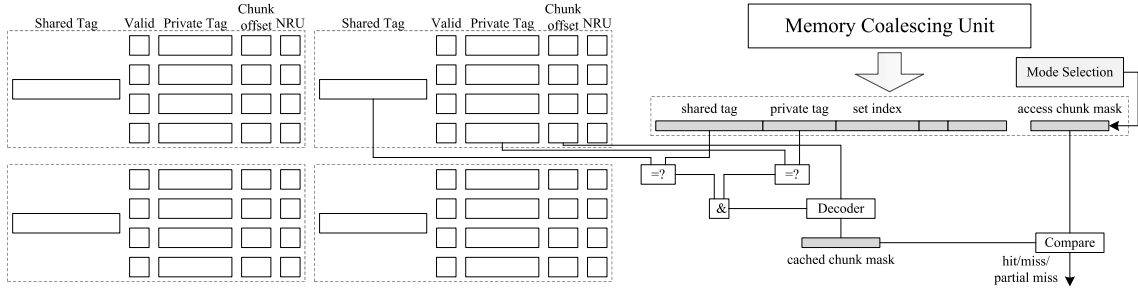 Shared Tag Valid Private Tag Chunk offset NRU
Shared Tag Valid Private Tag Chunk offset NRU
Memory Coalescing Unit
Mode Selection
shared tag private tag set index access chunk mask
=? =?
& Decoder
cached chunk mask
Compare
hit/miss/
partial miss